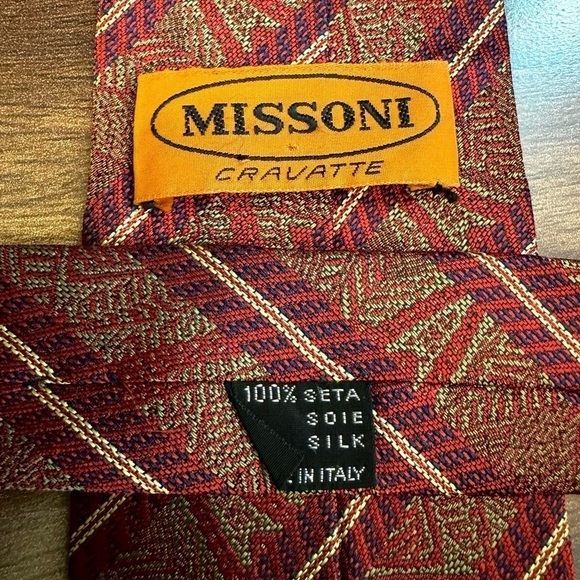 MISSONI
CRAVATTE
100% SETA
SOIE
SILK
IN ITALY